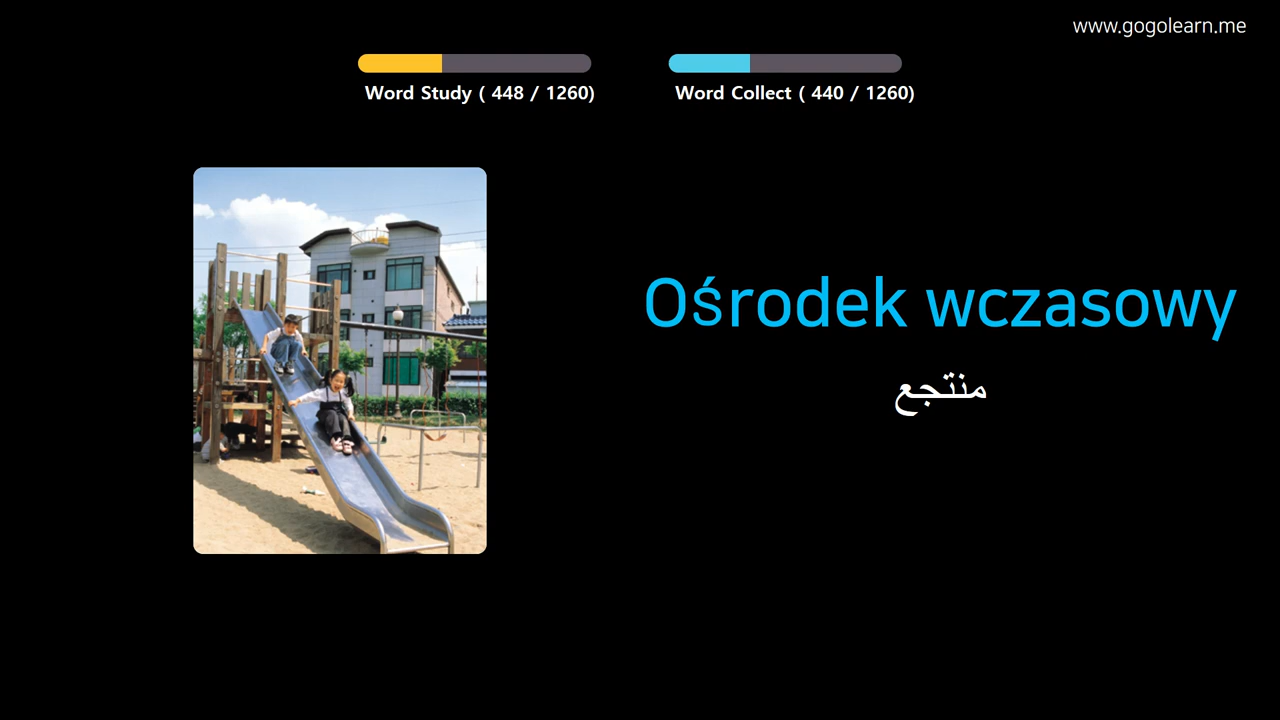 www.gogolearn.me
Word Study ( 448 / 1260)
Word Collect ( 440 / 1260)
Ośrodek wczasowy
منتجع